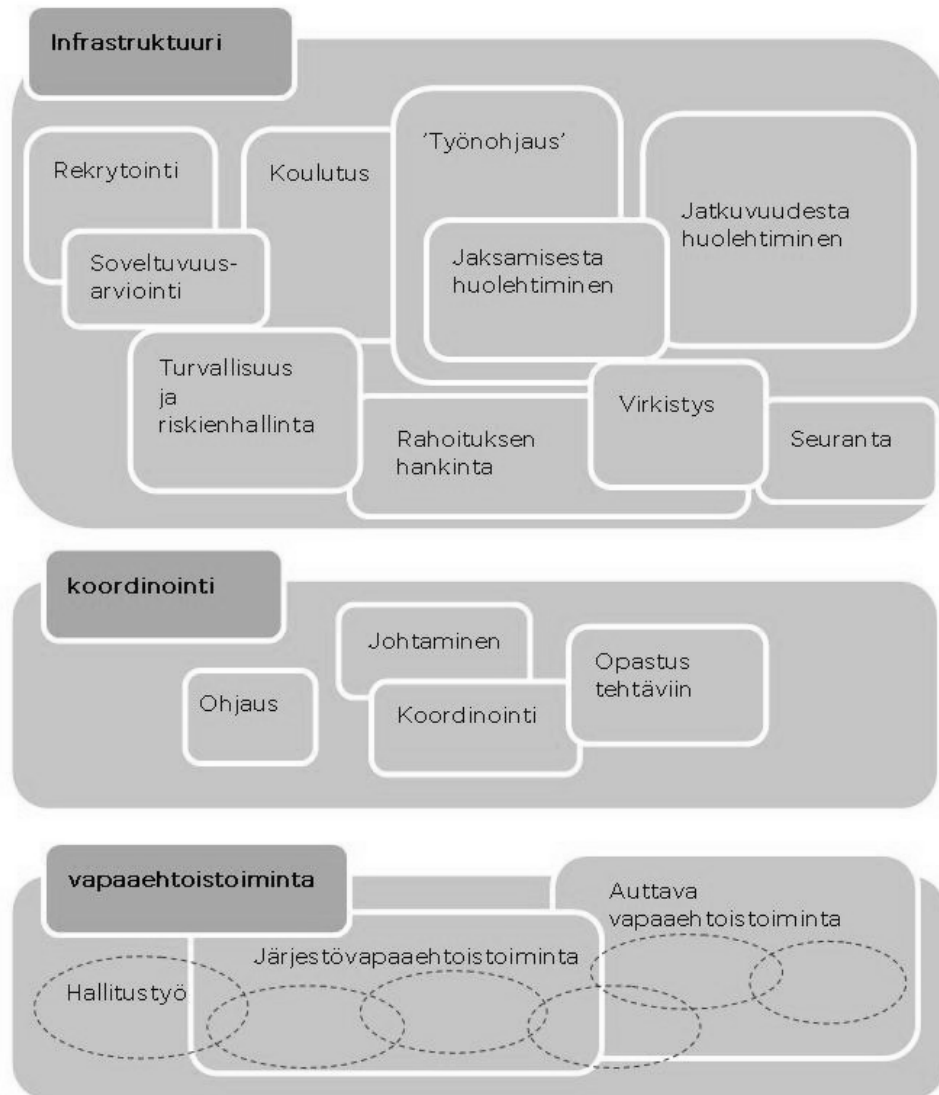 Infrastruktuuri
Rekrytointi
Soveltuvuus-
arviointi
Koulutus
’Työnohjaus’
Jaksamisesta
huolehtiminen
Jatkuvuudesta
huolehtiminen
Turvallisuus
ja
riskienhallinta
Rahoituksen
hankinta
Virkistys
Seuranta
koordinointi
Ohjaus
Johtaminen
Koordinointi
Opastus
tehtäviin
vapaaehtoistoiminta
Hallitustyö
Järjestövapaaehtoistoiminta
Auttava
vapaaehtoistoiminta